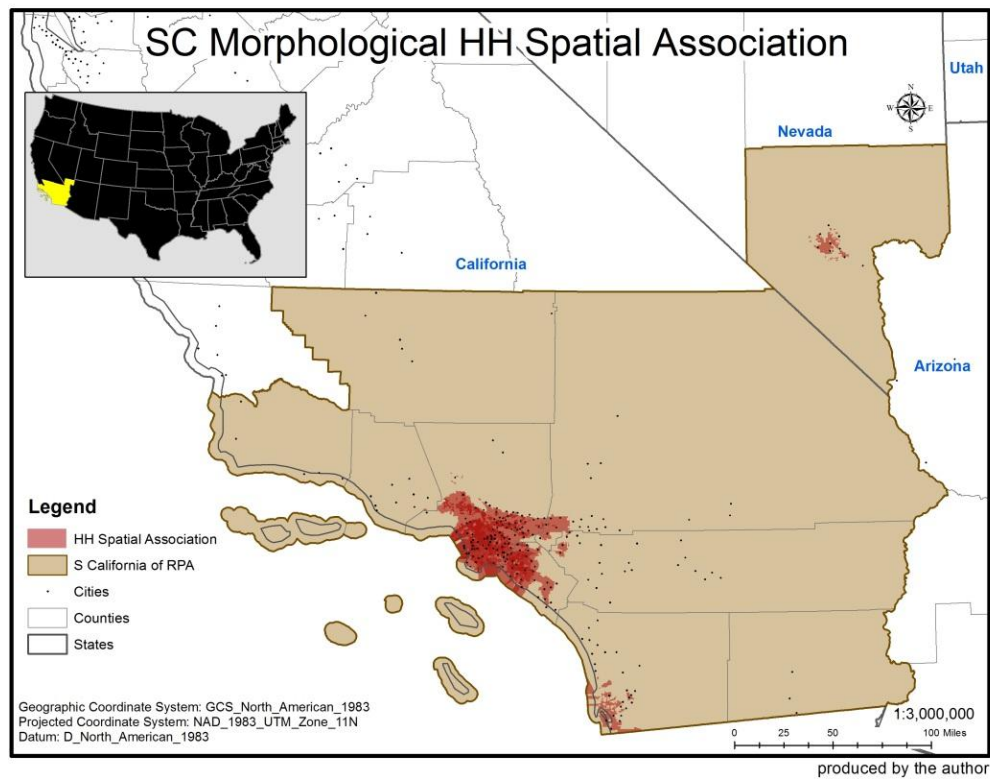 SC Morphological HH Spatial Association
Utah
N
W E
S
Nevada
California
Arizona
Legend
HH Spatial Association
S California of RPA
Cities
Counties
States
Geographic Coordinate System: GCS_North_American_1983
Projected Coordinate System: NAD_1983_UTM_Zone_11N
Datum: D_North_American_1983
1:3,000,000
0 25 50 100 Miles
produced by the author